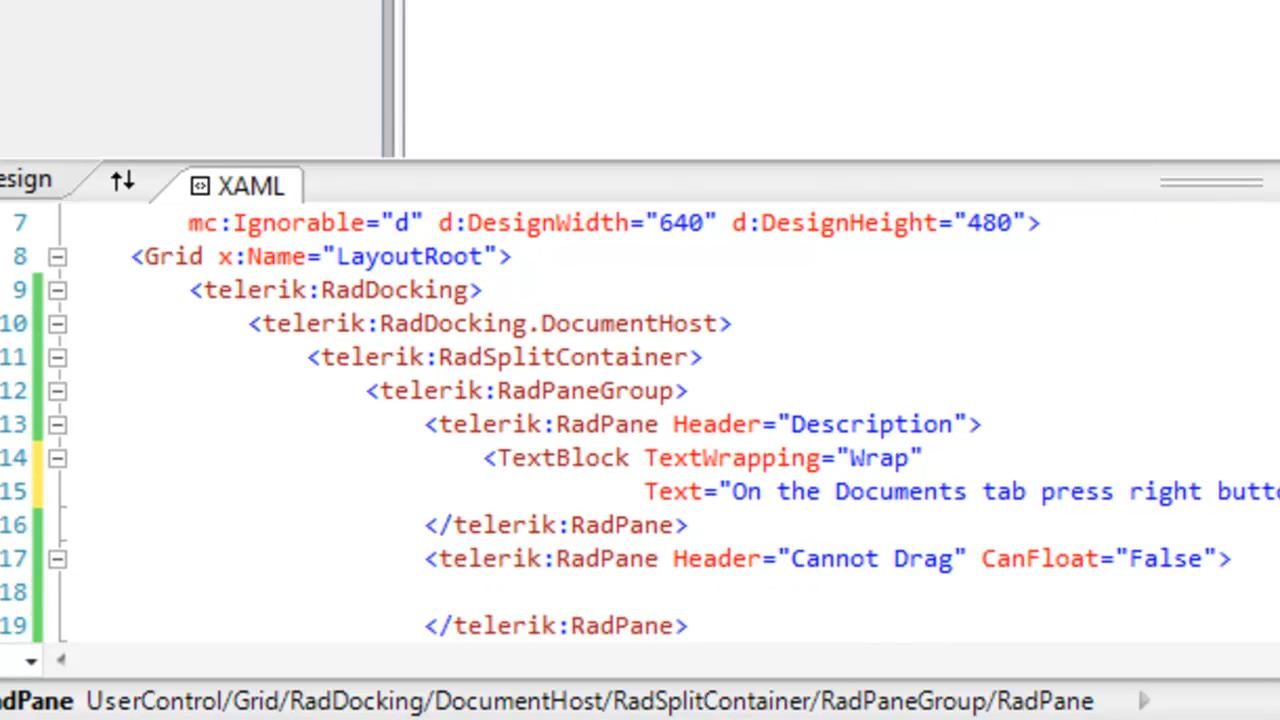 esign XAML
7 mc:Ignorable="d" d:DesignWidth="640" d:DesignHeight="480">
8 <Grid x:Name="LayoutRoot">
9 <telerik:RadDocking>
10 <telerik:RadDocking.DocumentHost>
11 <telerik:RadSplitContainer>
12 <telerik:RadPaneGroup>
13 <telerik:RadPane Header="Description">
14 <TextBlock TextWrapping="Wrap"
15 Text="On the Documents tab press right butto
16 </telerik:RadPane>
17 <telerik:RadPane Header="Cannot Drag" CanFloat="False">
18
19 </telerik:RadPane>
adPane UserControl/Grid/RadDocking/DocumentHost/RadSplitContainer/RadPaneGroup/RadPane